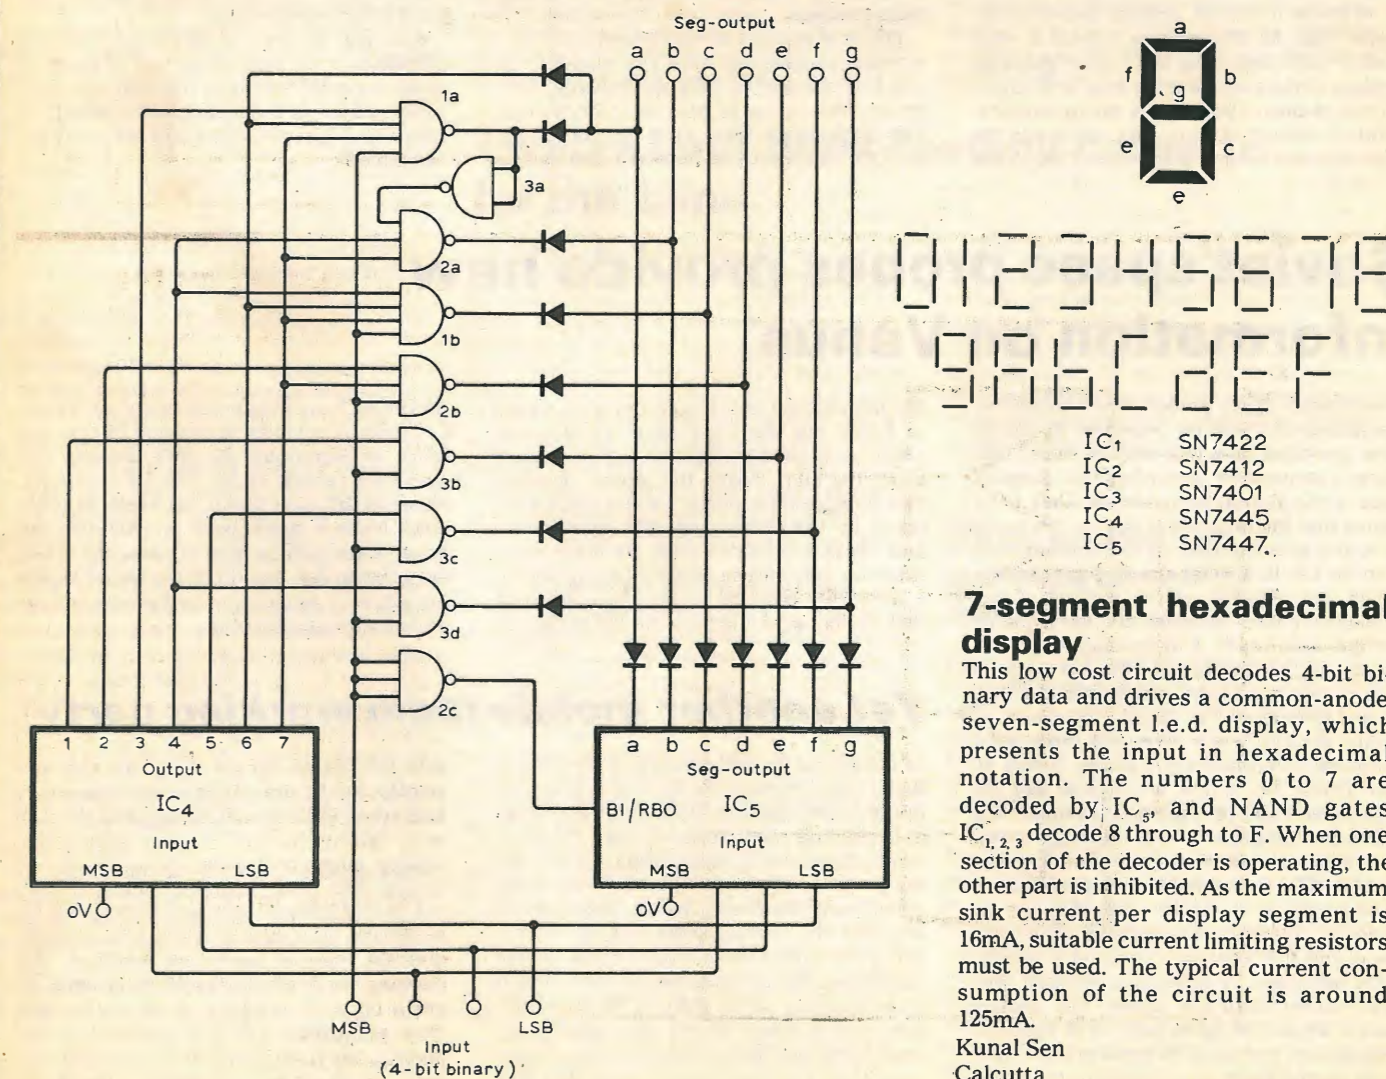 Seg-output
a b c d e f g
1a
3a
2a
1b
2b
3b
3c
3d
2c
1 2 3 4 5 6 7
Output
IC4
Input
MSB LSB
0V
a b c d e f g
Seg-output
BI/RBO IC5
Input
MSB LSB
0V
MSB LSB
Input
(4-bit binary)
a
f b
g
e c
e
IC1 SN7422
IC2 SN7412
IC3 SN7401
IC4 SN7445
IC5 SN7447
7-segment hexadecimal
display
This low cost circuit decodes 4-bit bi-
nary data and drives a common-anode
seven-segment l.e.d. display, which
presents the input in hexadecimal
notation. The numbers 0 to 7 are
decoded by IC5, and NAND gates
IC1, 2, 3 decode 8 through to F. When one
section of the decoder is operating, the
other part is inhibited. As the maximum
sink current per display segment is
16mA, suitable current limiting resistors
must be used. The typical current con-
sumption of the circuit is around
125mA.
Kunal Sen
Calcutta